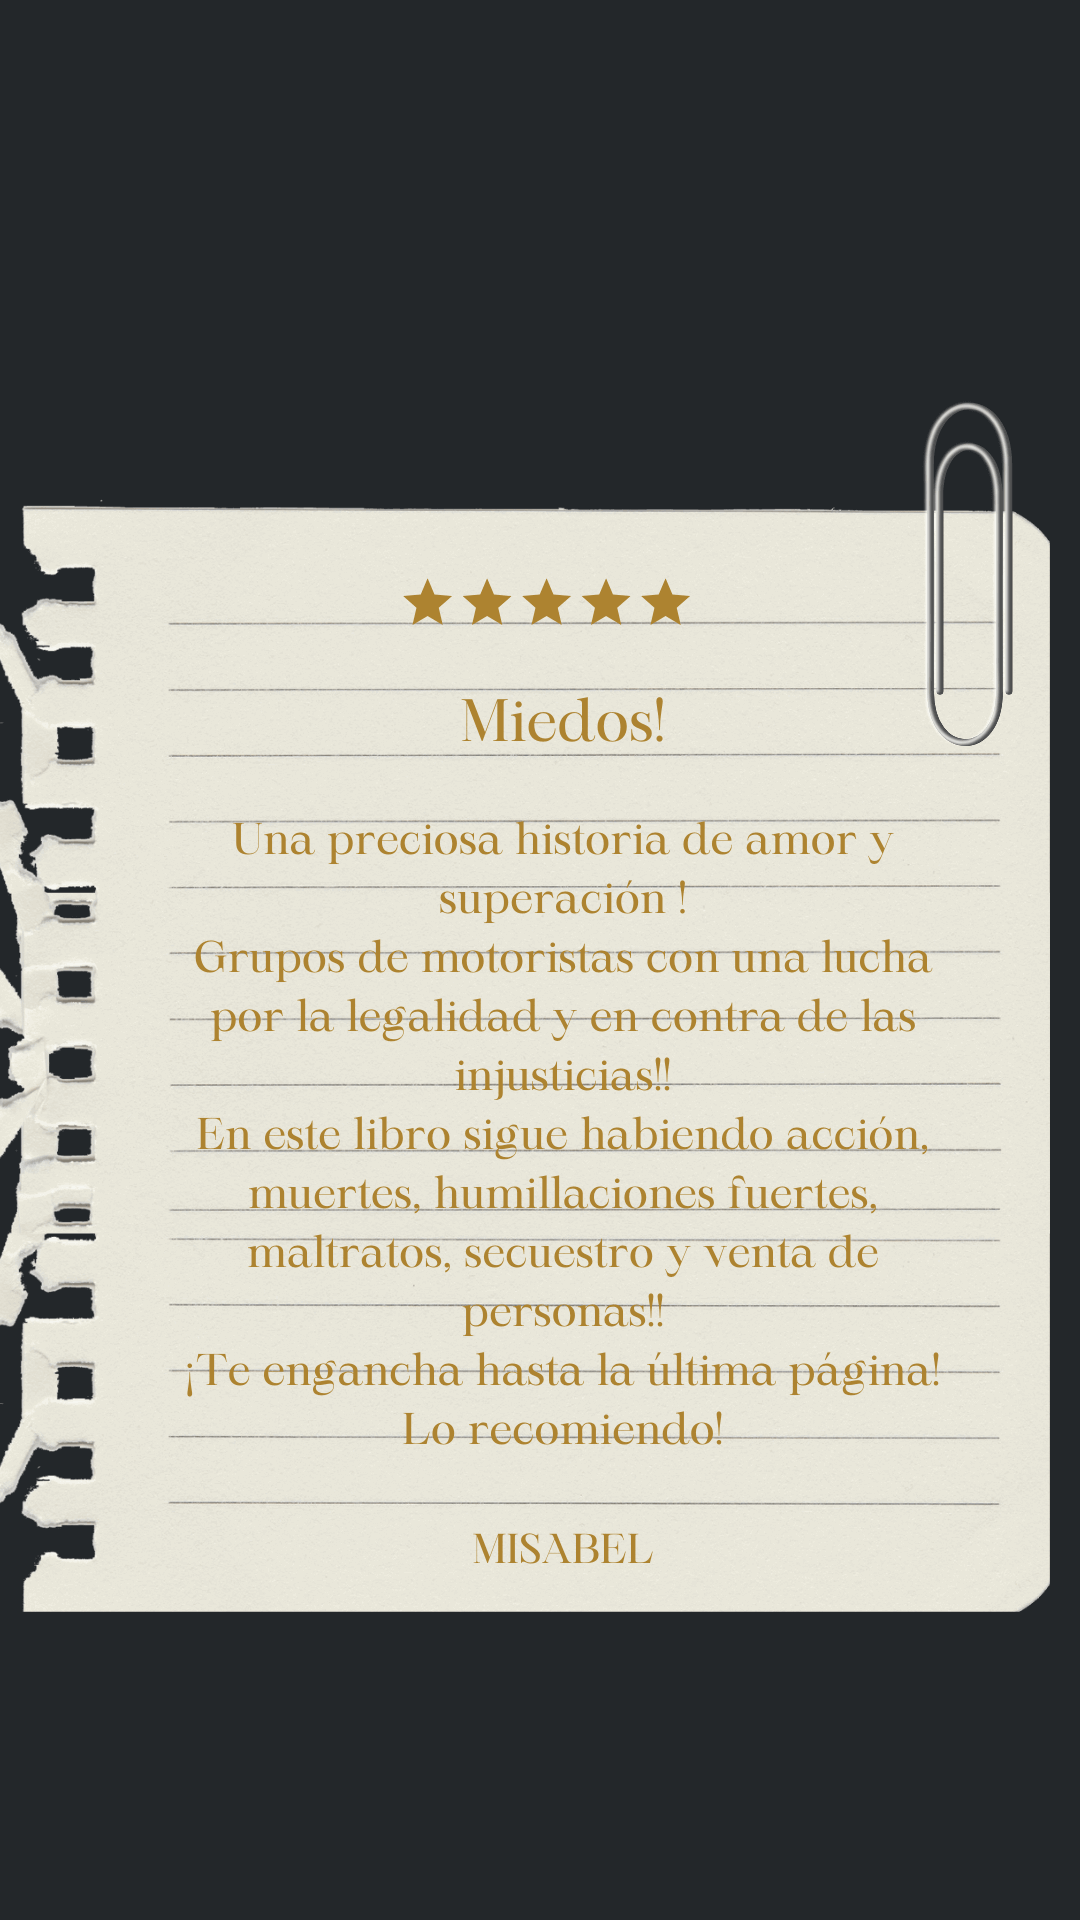 Miedos!
Una preciosa historia de amor y
superación !
Grupos de motoristas con una lucha
por la legalidad y en contra de las
injusticias!!
En este libro sigue habiendo acción,
muertes, humillaciones fuertes,
maltratos, secuestro y venta de
personas!!
¡Te engancha hasta la última página!
Lo recomiendo!
MISABEL